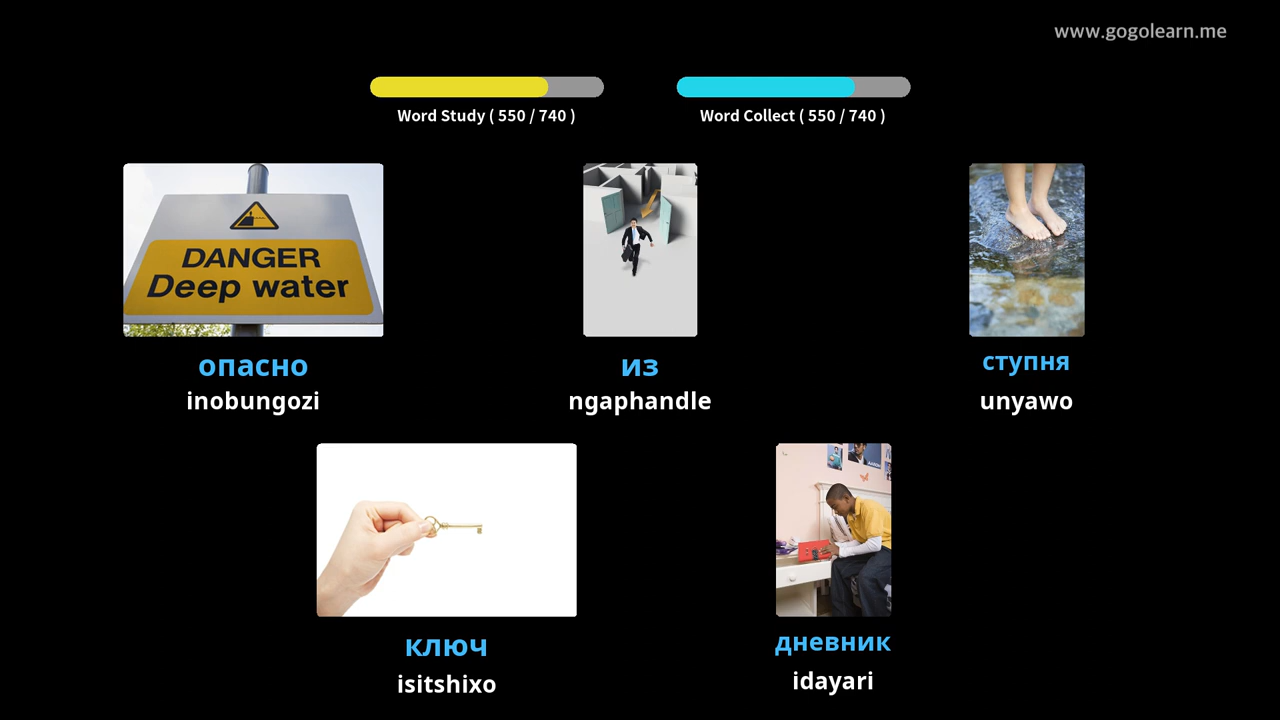 www.gogolearn.me
Word Study ( 550 / 740 )
Word Collect ( 550 / 740 )
DANGER
Deep water
опасно
inobungozi
из
ngaphandle
ступня
unyawo
ключ
isitshixo
дневник
idayari